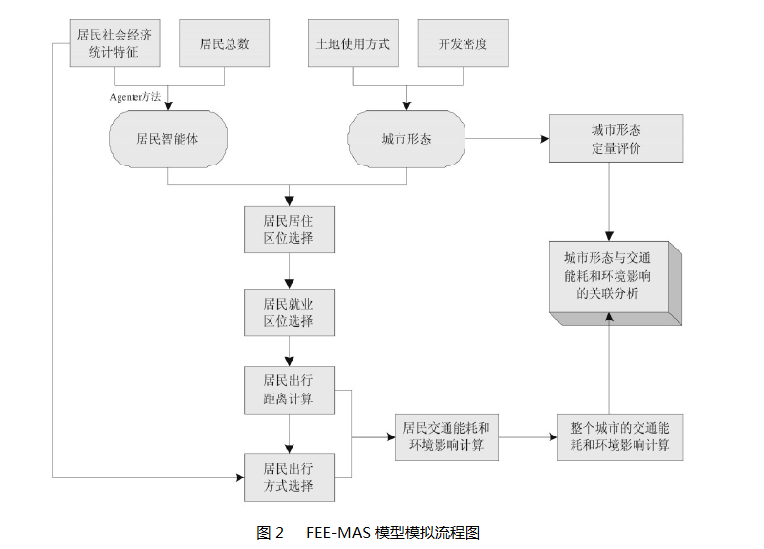 居民社会经济
统计特征
居民总数
土地使用方式
开发密度
Agenter方法
居民智能体
城市形态
城市形态
定量评价
居民居住
区位选择
城市形态与交通
能耗和环境影响
的关联分析
居民就业
区位选择
居民出行
距离计算
居民交通能耗和
环境影响计算
整个城市的交通能
耗和环境影响计算
居民出行
方式选择
图 2 FEE-MAS 模型模拟流程图